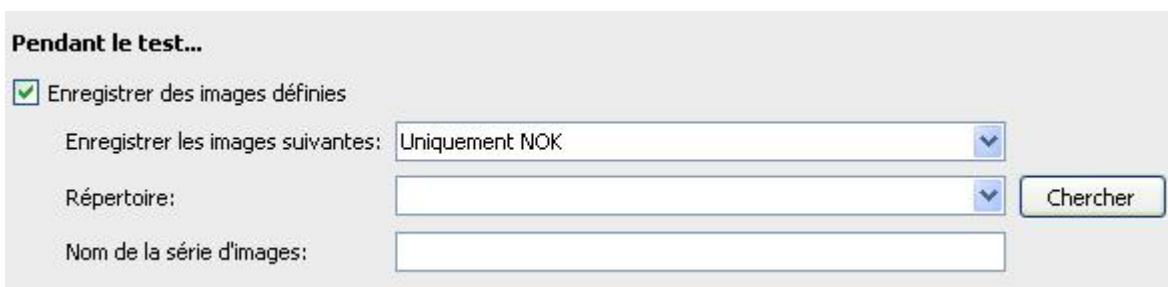 Pendant le test...
Enregistrer des images définies
Enregistrer les images suivantes: Uniquement NOK
Répertoire: Chercher
Nom de la série d'images: